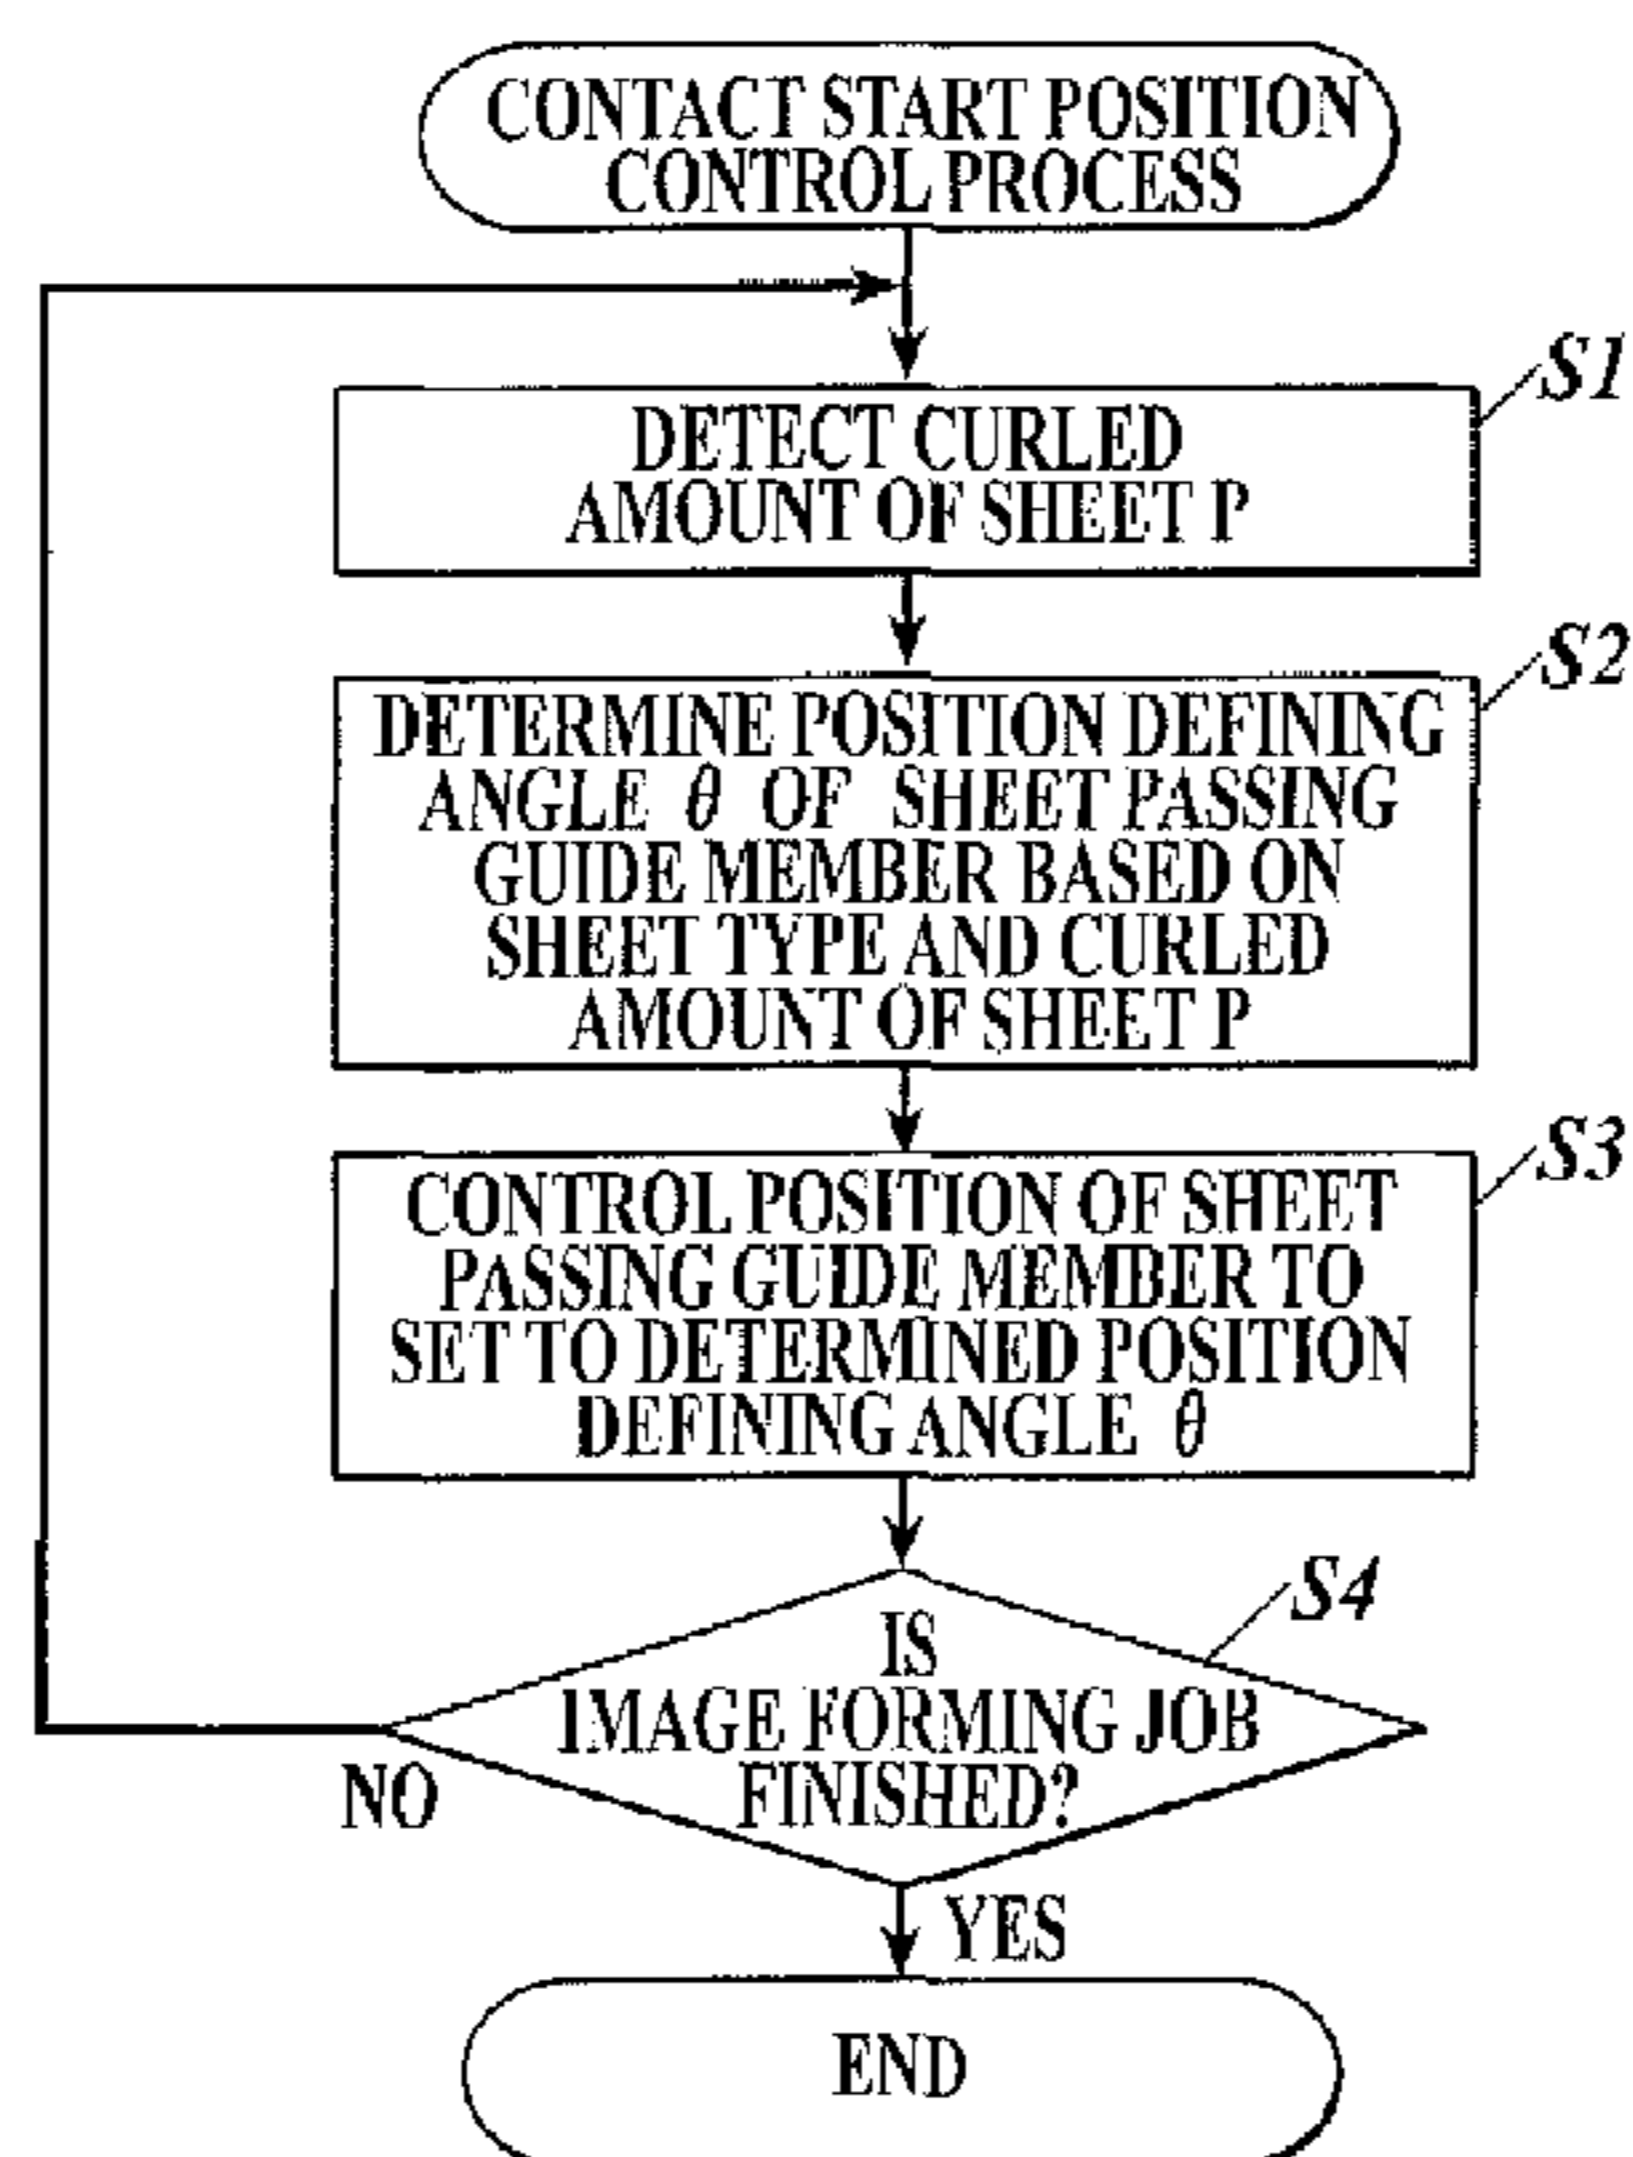 CONTACT START POSITION
CONTROL PROCESS
S1
DETECT CURLED
AMOUNT OF SHEET P
S2
DETERMINE POSITION DEFINING
ANGLE θ OF SHEET PASSING
GUIDE MEMBER BASED ON
SHEET TYPE AND CURLED
AMOUNT OF SHEET P
S3
CONTROL POSITION OF SHEET
PASSING GUIDE MEMBER TO
SET TO DETERMINED POSITION
DEFINING ANGLE θ
S4
IS
IMAGE FORMING JOB
FINISHED?
NO
YES
END